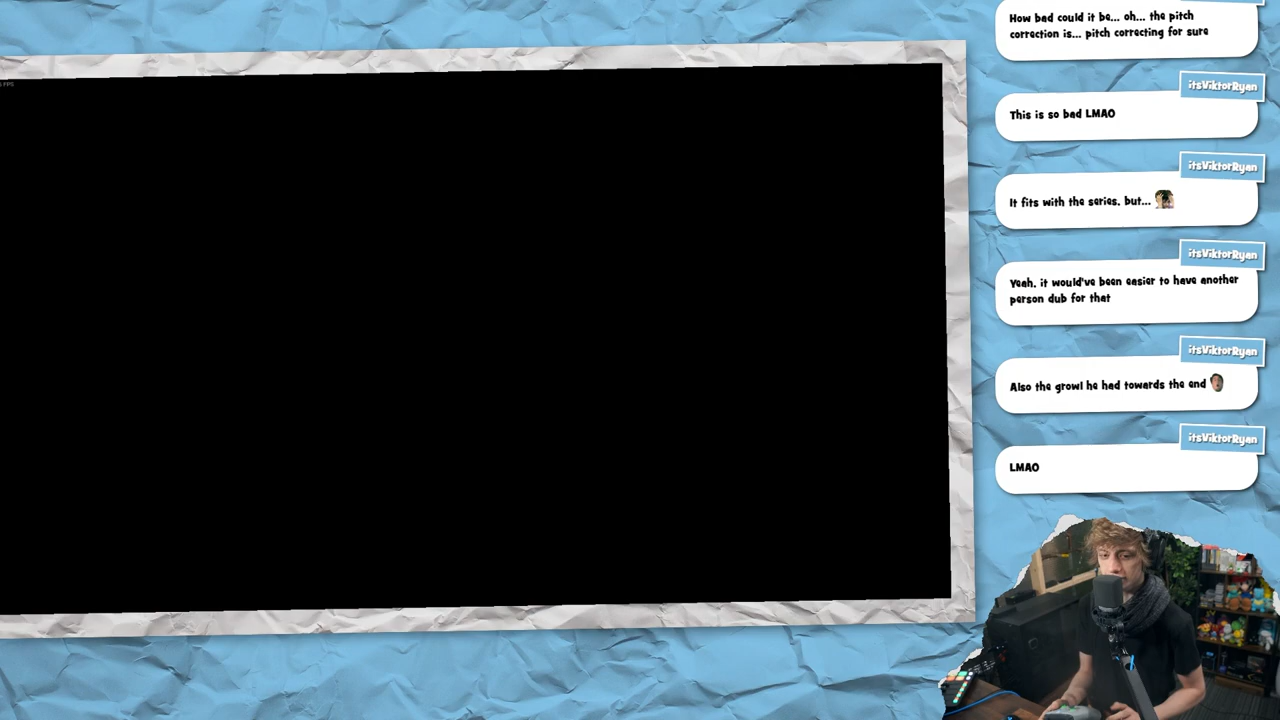 FPS
How bad could it be... oh... the pitch
correction is... pitch correcting for sure
itsViktorRyan
This is so bad LMAO
itsViktorRyan
It fits with the series, but...
itsViktorRyan
Yeah, it would've been easier to have another
person dub for that
itsViktorRyan
Also the growl he had towards the end
itsViktorRyan
LMAO